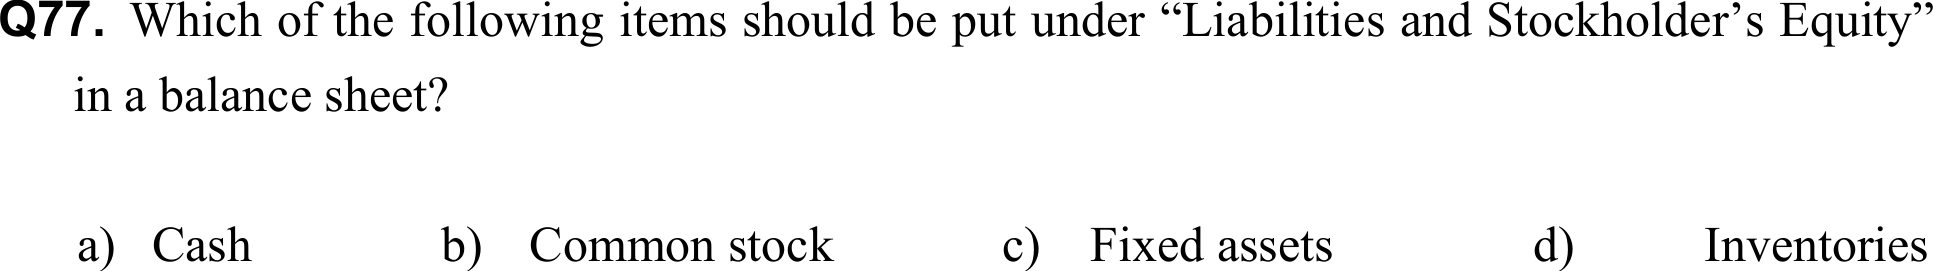 Q77. Which of the following items should be put under “Liabilities and Stockholder’s Equity”
in a balance sheet?
a) Cash b) Common stock c) Fixed assets d) Inventories